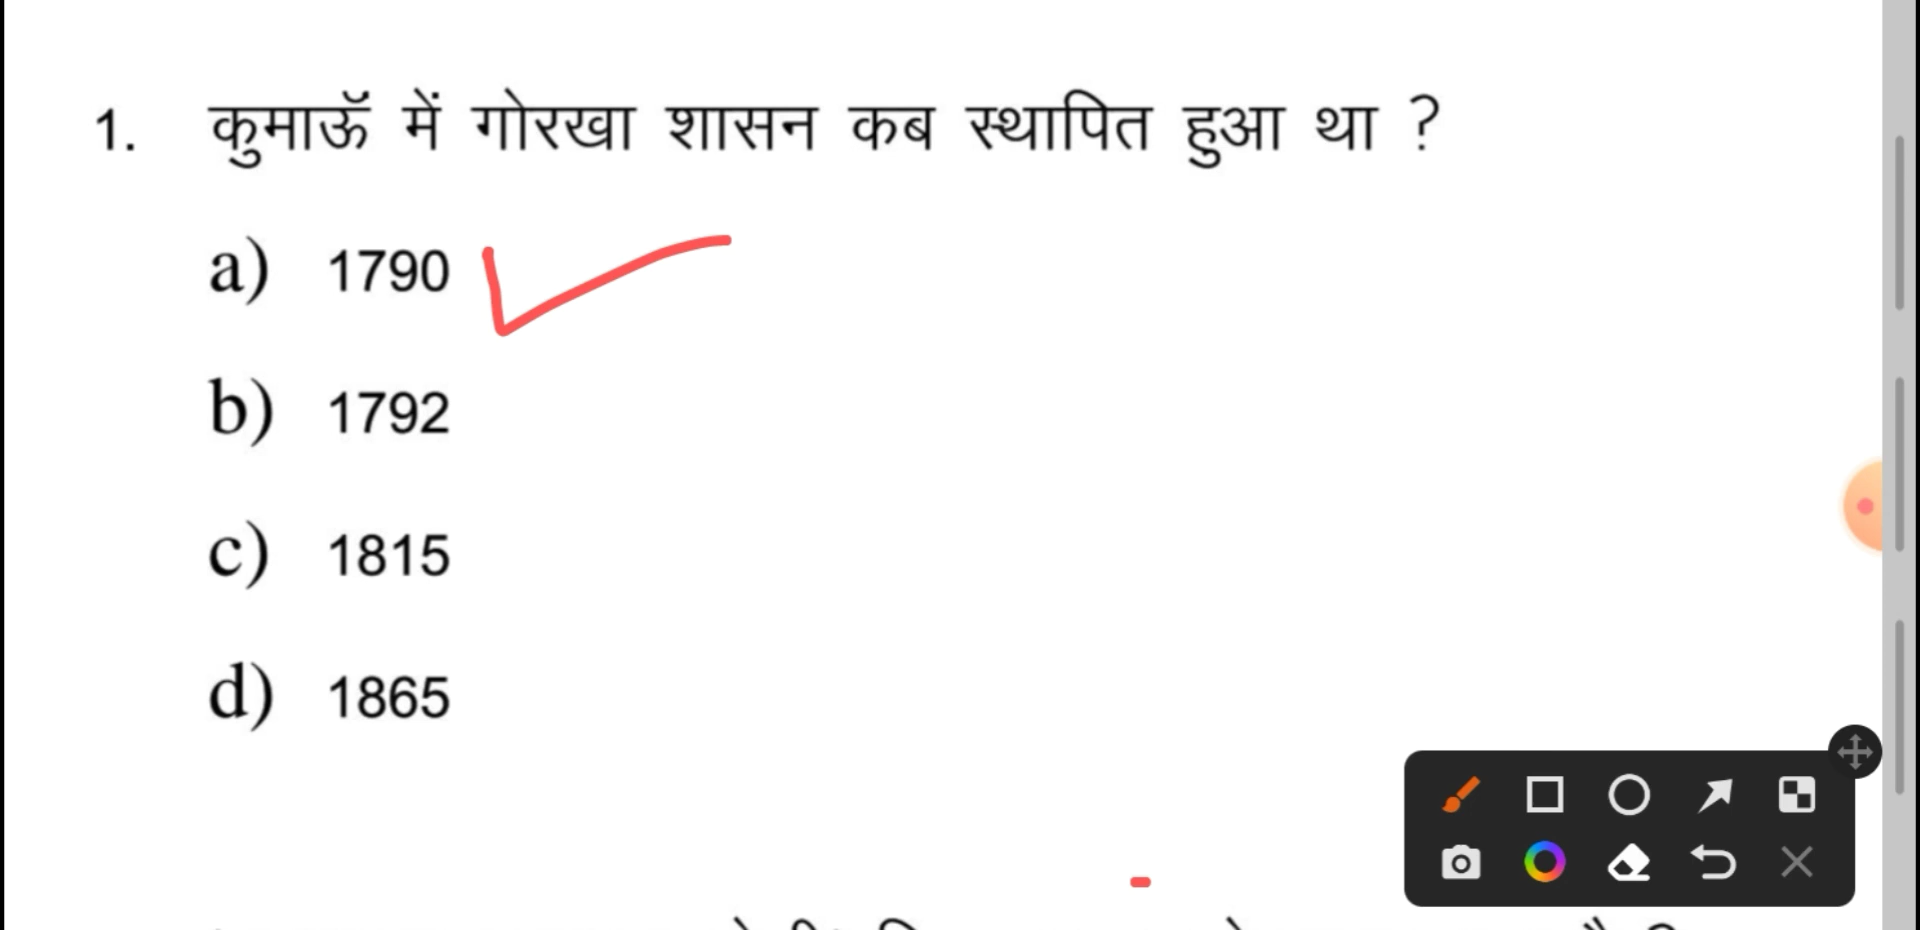 1. कुमाऊॅ में गोरखा शासन कब स्थापित हुआ था ?
a) 1790
b) 1792
c) 1815
d) 1865